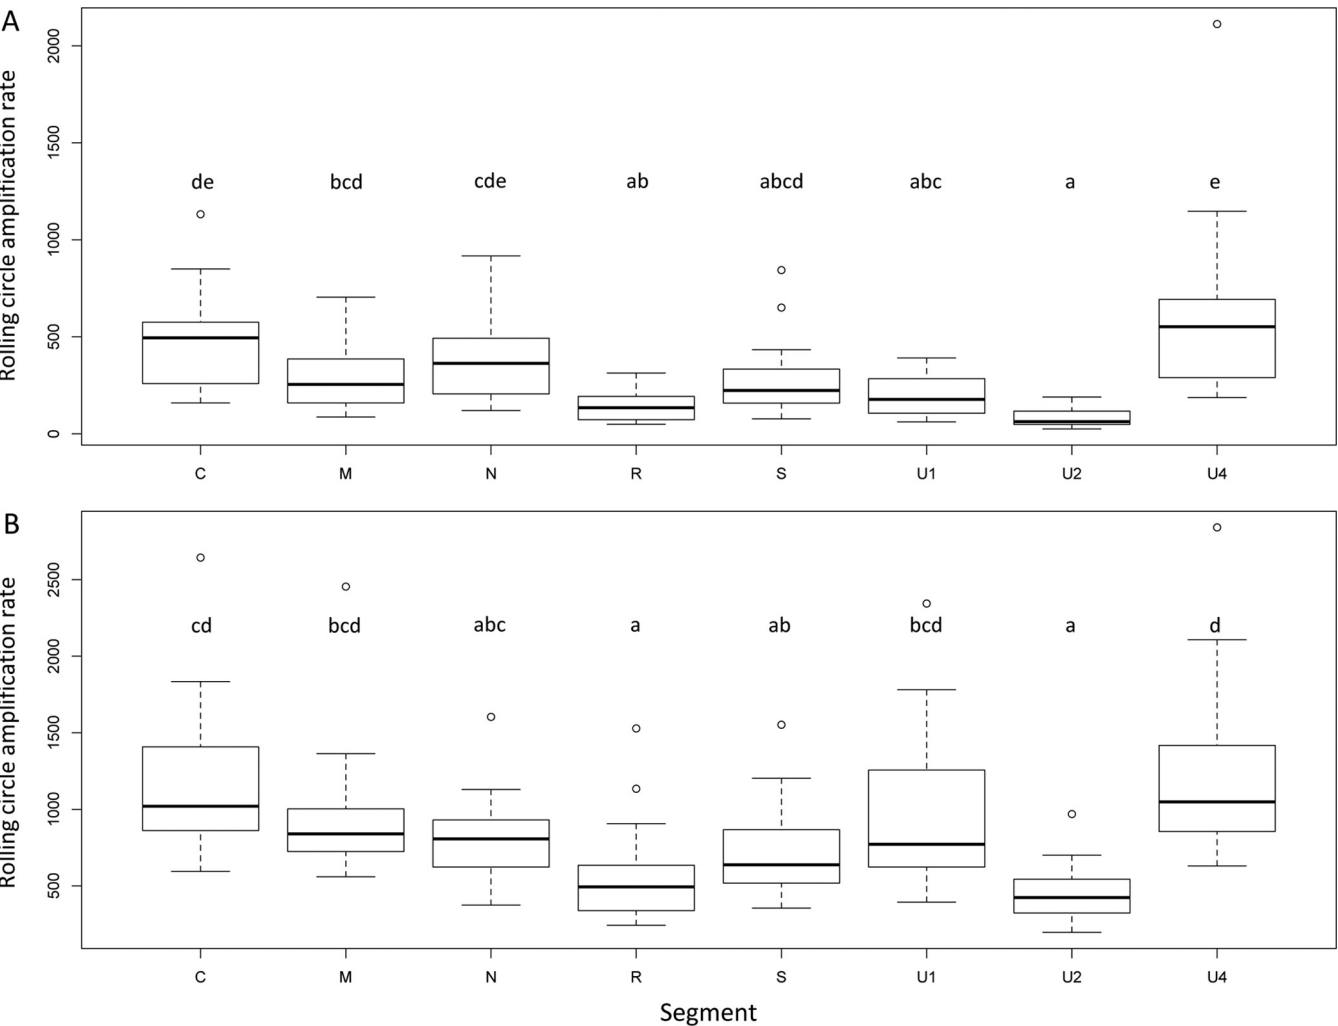 A
Rolling circle amplification rate
2000
1500
1000
500
0
de bcd cde ab abcd abc a e
C M N R S U1 U2 U4
B
Rolling circle amplification rate
2500
2000
1500
1000
500
cd bcd abc a ab bcd a d
C M N R S U1 U2 U4
Segment